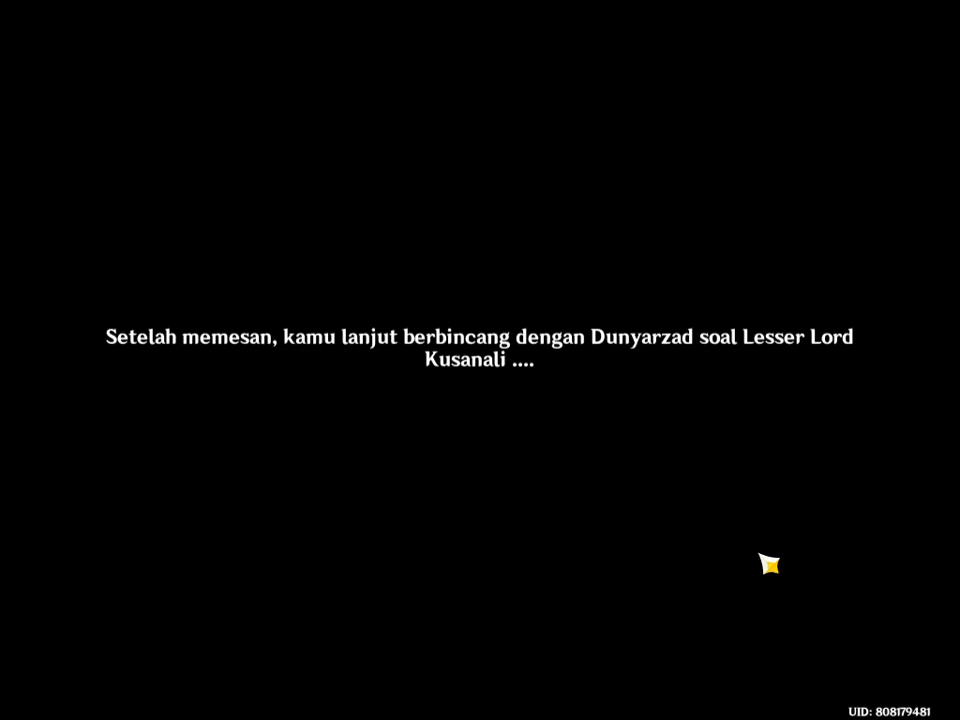 Setelah memesan, kamu lanjut berbincang dengan Dunyarzad soal Lesser Lord
Kusanali ....
UID: 808179481